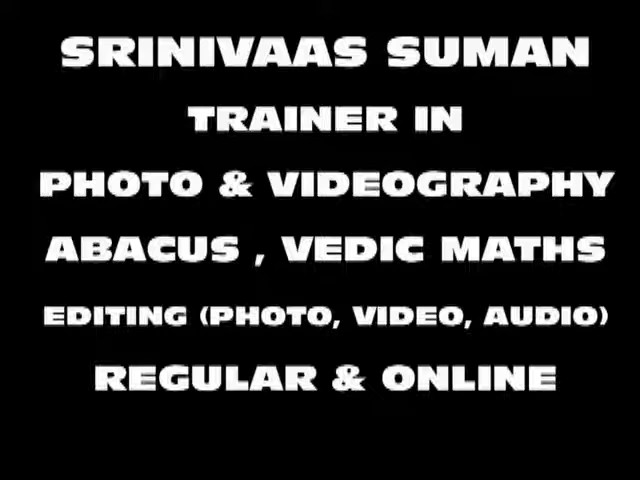 SRINIVAAS SUMAN
TRAINER IN
PHOTO & VIDEOGRAPHY
ABACUS , VEDIC MATHS
EDITING (PHOTO, VIDEO, AUDIO)
REGULAR & ONLINE